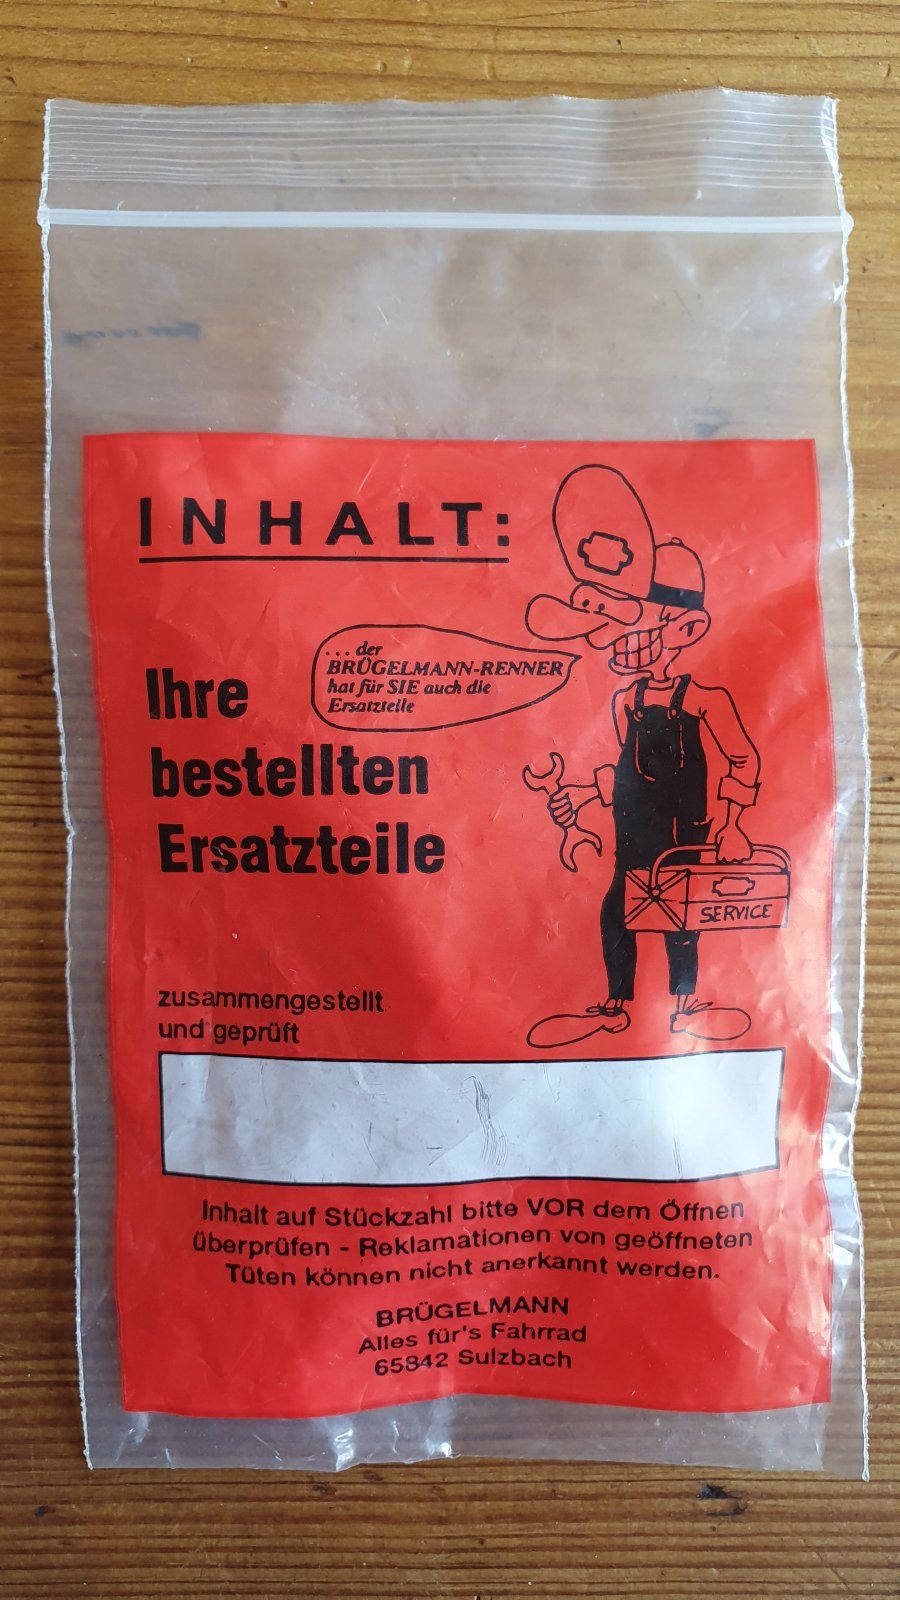 INHALT:
... der
BRÜGELMANN-RENNER
hat für SIE auch die
Ersatzteile
Ihre
bestellten
Ersatzteile
SERVICE
zusammengestellt
und geprüft
Inhalt auf Stückzahl bitte VOR dem Öffnen
überprüfen - Reklamationen von geöffneten
Tüten können nicht anerkannt werden.
BRÜGELMANN
Alles für's Fahrrad
65842 Sulzbach